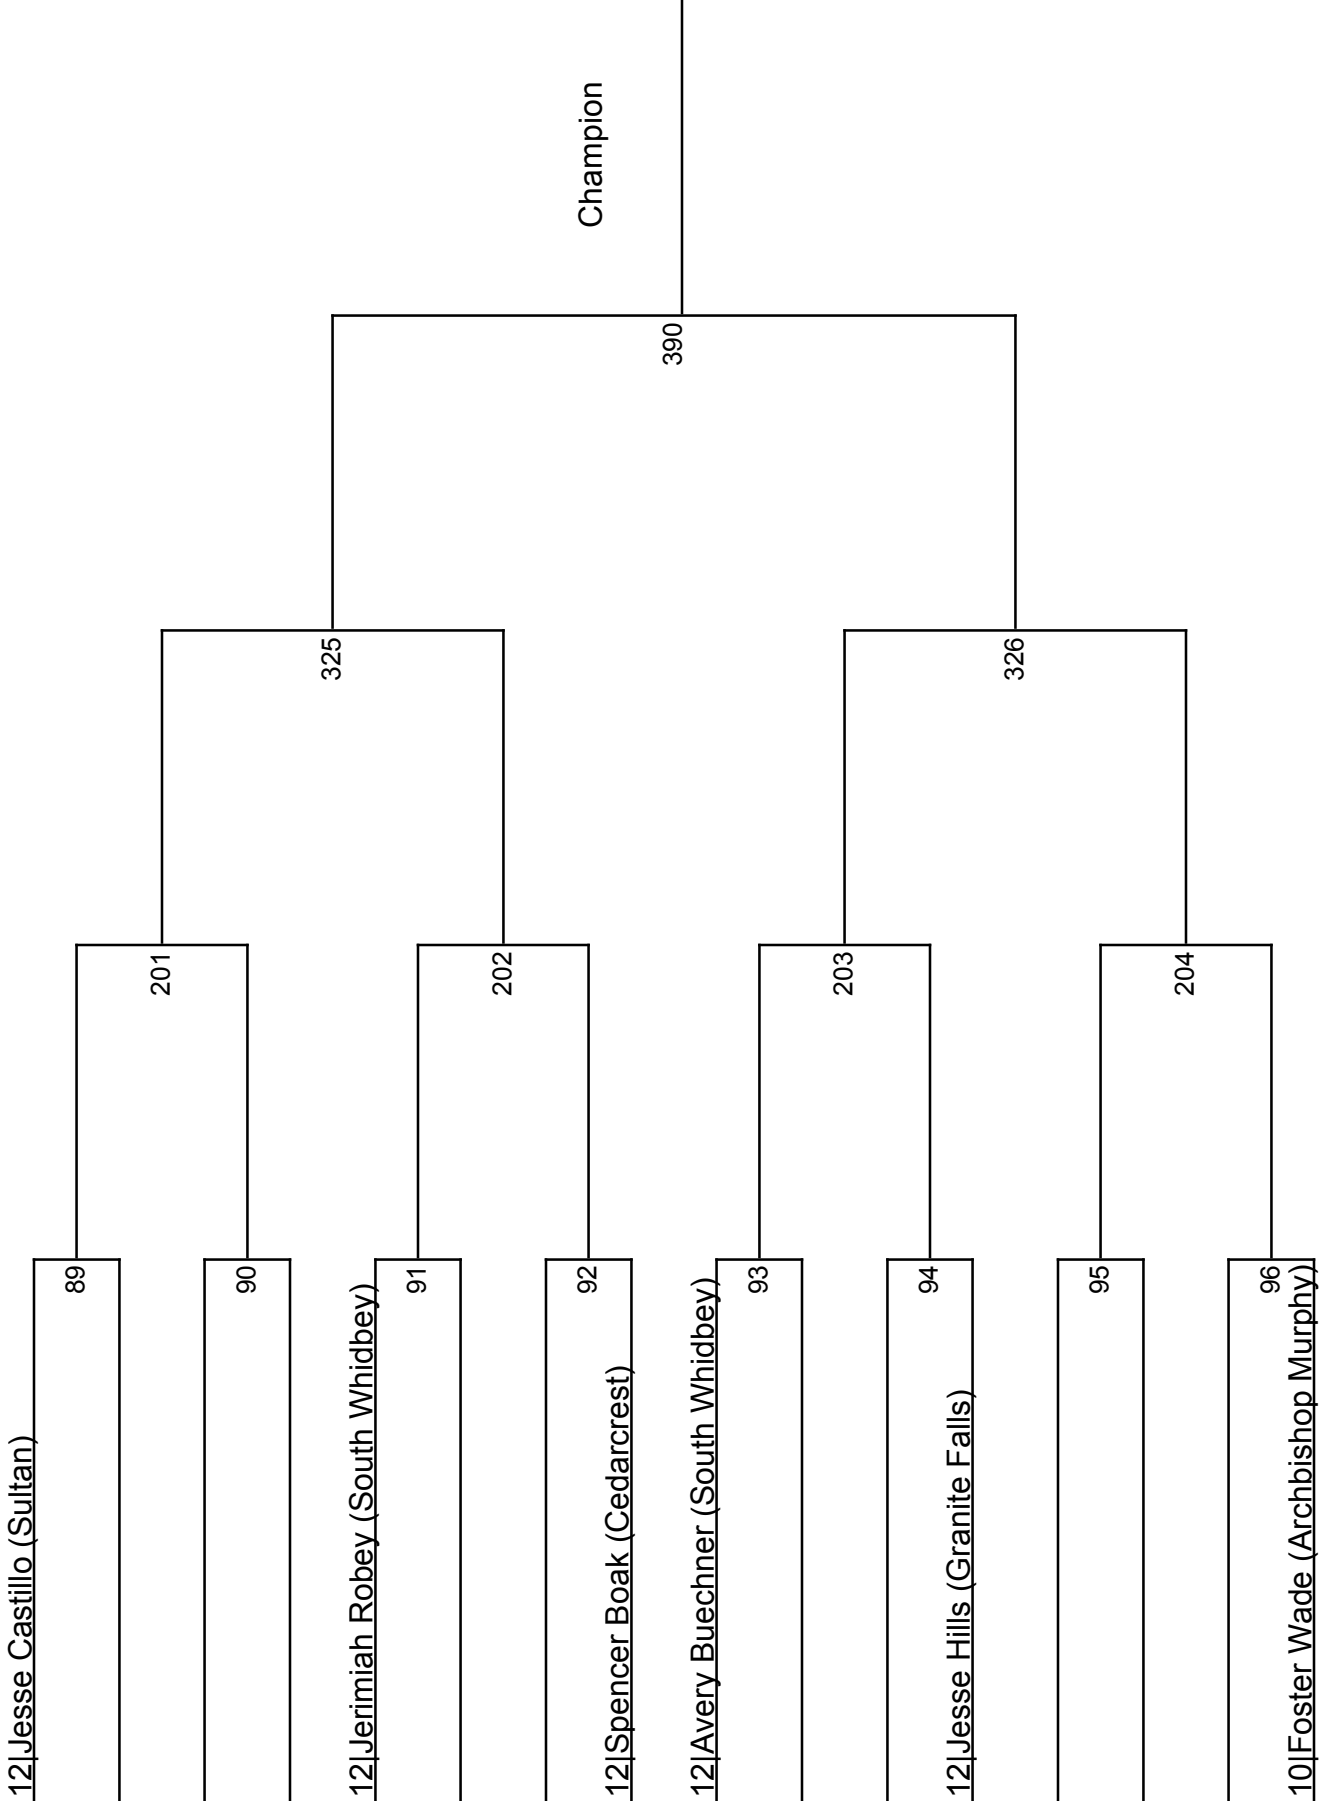 12|Jesse Castillo (Sultan)
89
90
12|Jerimiah Robey (South Whidbey)
91
92
12|Spencer Boak (Cedarcrest)
12|Avery Buechner (South Whidbey)
93
94
12|Jesse Hills (Granite Falls)
95
96
10|Foster Wade (Archbishop Murphy)
201
202
203
204
325
326
390
Champion